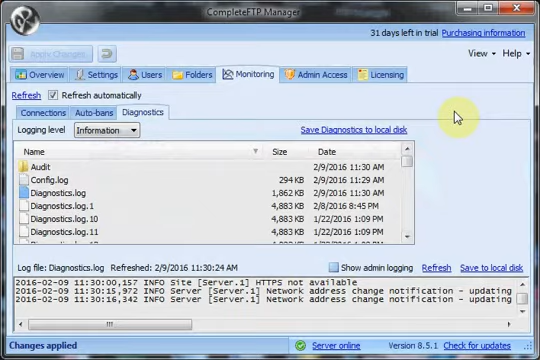 CompleteFTP Manager
31 days left in trial Purchasing information
Apply Changes
View Help
Overview Settings Users Folders Monitoring Admin Access Licensing
Refresh Refresh automatically
Connections Auto-bans Diagnostics
Logging level Information Save Diagnostics to local disk
Name Size Date
Audit 2/9/2016 11:30 AM
Config.log 294 KB 2/9/2016 11:29 AM
Diagnostics.log 1,862 KB 2/9/2016 11:30 AM
Diagnostics.log.1 4,883 KB 2/8/2016 8:45 PM
Diagnostics.log.10 4,883 KB 1/22/2016 1:09 PM
Diagnostics.log.11 4,883 KB 1/22/2016 1:09 PM
Log file: Diagnostics.log Refreshed: 2/9/2016 11:30:24 AM Show admin logging Refresh Save to local disk
2016-02-09 11:30:00,157 INFO Site [Server.1] HTTPS not available
2016-02-09 11:30:15,972 INFO Server [Server.1] Network address change notification - updating
2016-02-09 11:30:16,342 INFO Server [Server.1] Network address change notification - updating
Changes applied Server online Version 8.5.1 Check for updates